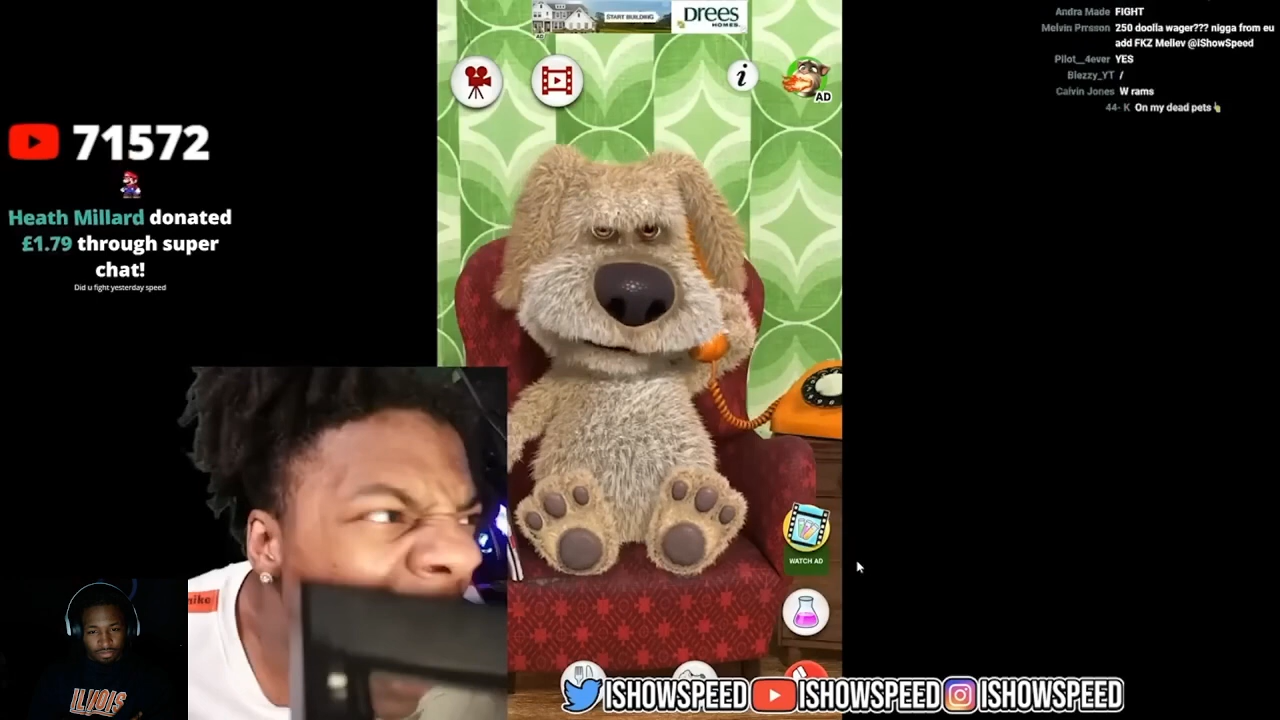 DREES
HOMES.
START BUILDING
AD
i
AD
71572
Heath Millard donated
£1.79 through super
chat!
Did u fight yesterday speed
Andra Made FIGHT
Melvin Prrsson 250 doolla wager??? nigga from eu
add FKZ Mellev @IShowSpeed
Pilot__4ever YES
Blezzy_YT /
Calvin Jones W rams
44- K On my dead pets
WATCH AD
ISHOWSPEED ISHOWSPEED ISHOWSPEED